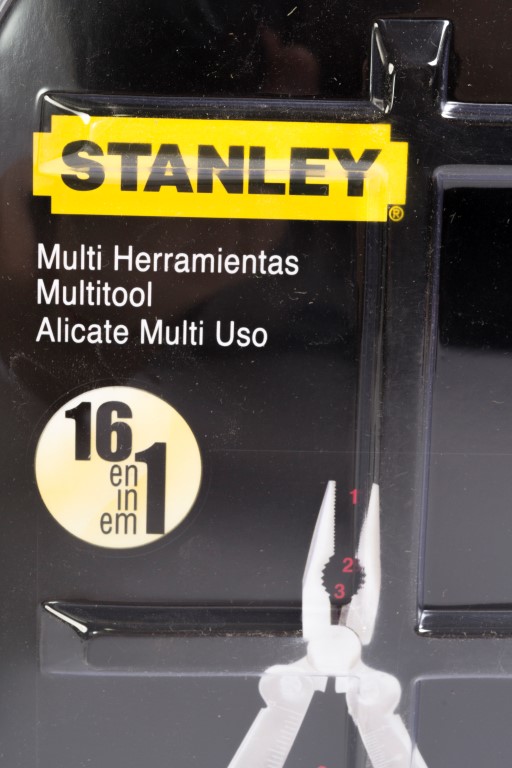 STANLEY®
Multi Herramientas
Multitool
Alicate Multi Uso
16 en in em 1
1
2
3